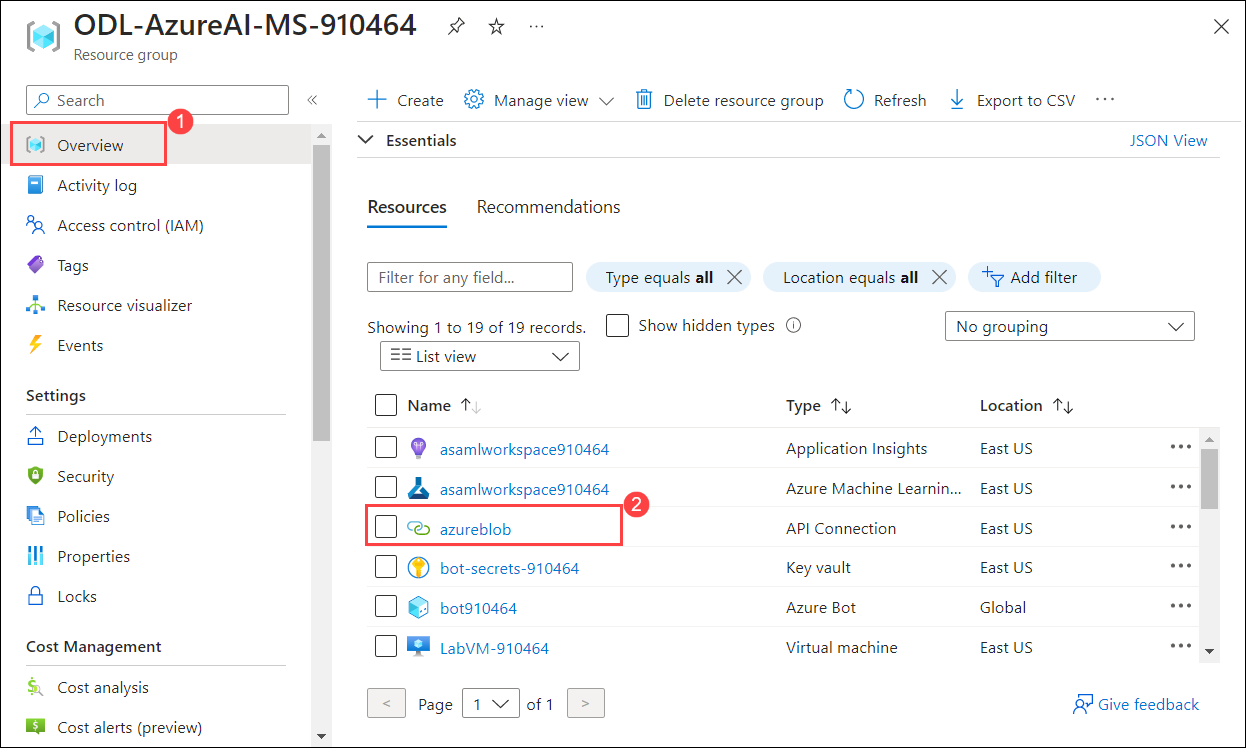 ODL-AzureAI-MS-910464
Resource group
Search
«
Create
Manage view
Delete resource group
Refresh
Export to CSV
1
Overview
Activity log
Access control (IAM)
Tags
Resource visualizer
Events
Settings
Deployments
Security
Policies
Properties
Locks
Cost Management
Cost analysis
Cost alerts (preview)
Essentials
JSON View
Resources
Recommendations
Filter for any field...
Type equals all
Location equals all
Add filter
Showing 1 to 19 of 19 records.
Show hidden types
No grouping
List view
Name Type Location
asamlworkspace910464 Application Insights East US
asamlworkspace910464 Azure Machine Learnin... East US
2
azureblob API Connection East US
bot-secrets-910464 Key vault East US
bot910464 Azure Bot Global
LabVM-910464 Virtual machine East US
< Page 1 of 1 >
Give feedback